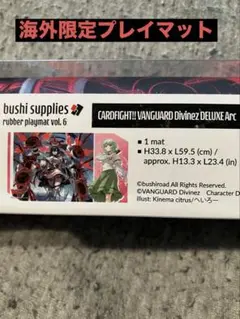 海外限定プレイマット
bushi supplies
rubber playmat vol. 6
CARDFIGHT!! VANGUARD Divinez DELUXE Arc
■ 1 mat
■ H33.8 x L59.5 (cm) /
approx. H13.3 x L23.4 (in)
©bushiroad All Rights Reserved.
©VANGUARD Divinez Character D
illust: Kinema citrus/へいろー